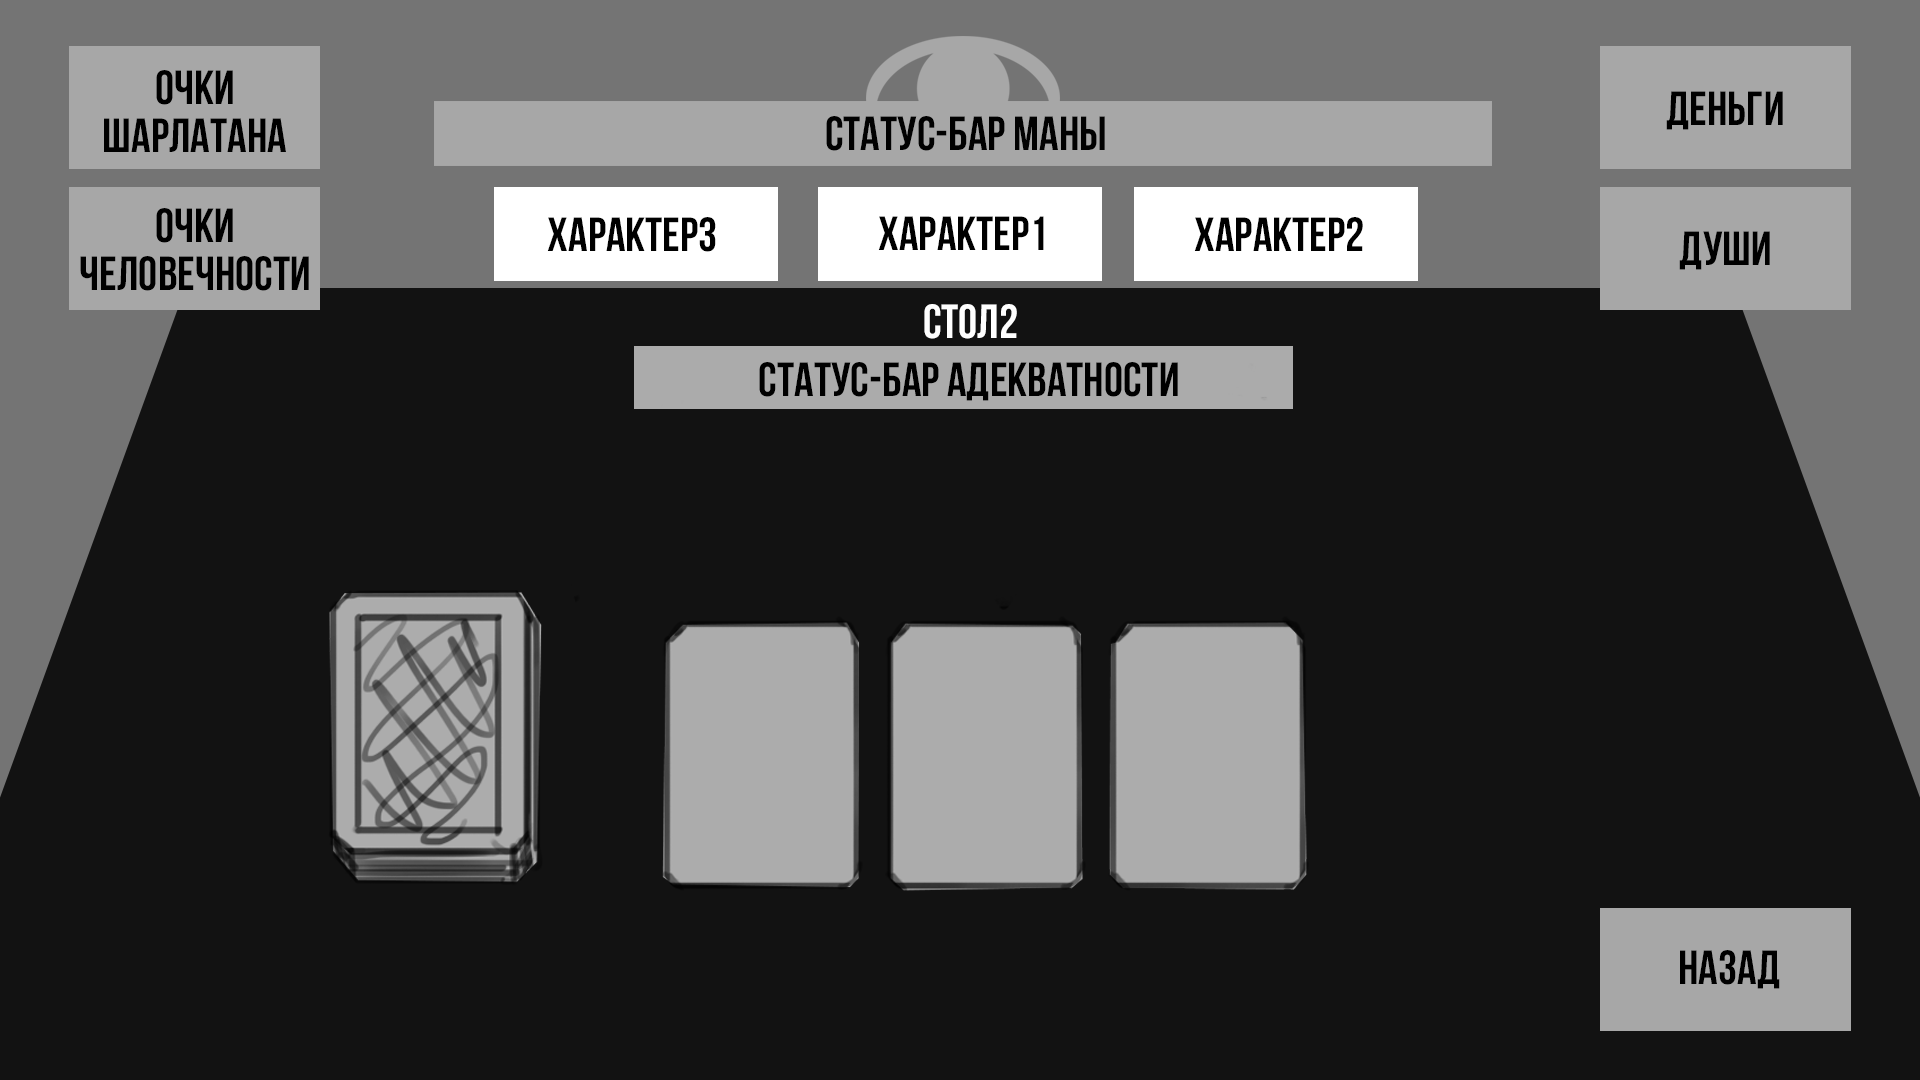 ОЧКИ
ШАРЛАТАНА
СТАТУС-БАР МАНЫ
ДЕНЬГИ
ОЧКИ
ЧЕЛОВЕЧНОСТИ
ХАРАКТЕР3
ХАРАКТЕР1
ХАРАКТЕР2
ДУШИ
СТОЛ2
СТАТУС-БАР АДЕКВАТНОСТИ
НАЗАД